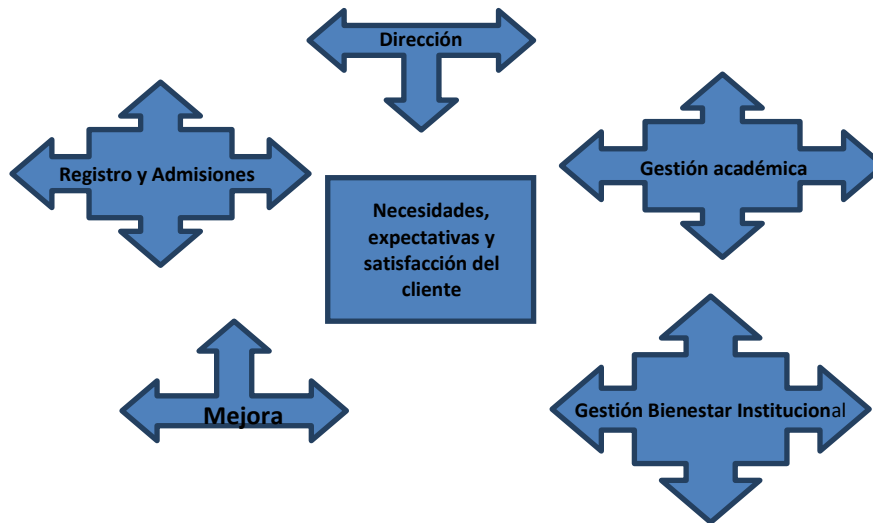 Dirección
Registro y Admisiones
Gestión académica
Necesidades,
expectativas y
satisfacción del
cliente
Mejora
Gestión Bienestar Institucional